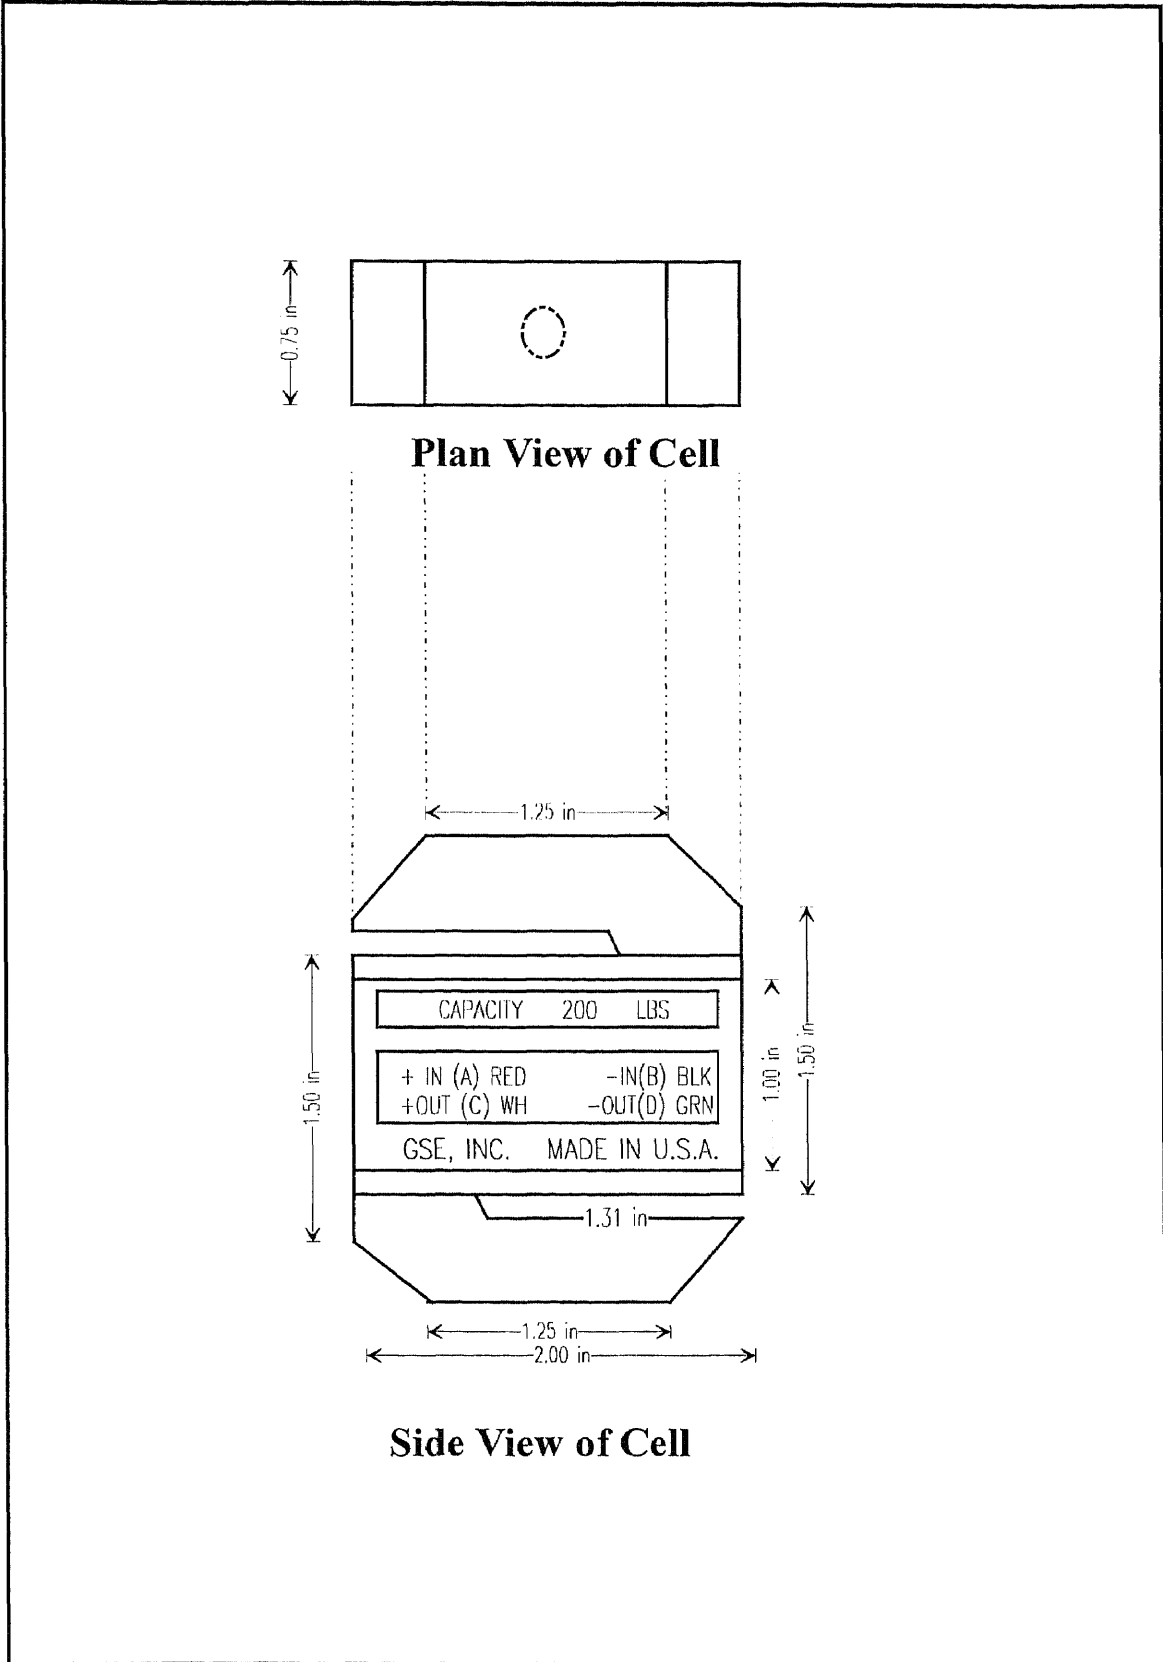 0.75 in
Plan View of Cell
1.25 in
CAPACITY 200 LBS
+ IN (A) RED -IN(B) BLK
+OUT (C) WH -OUT(D) GRN
GSE, INC. MADE IN U.S.A.
1.50 in
1.00 in
1.50 in
1.31 in
1.25 in
2.00 in
Side View of Cell